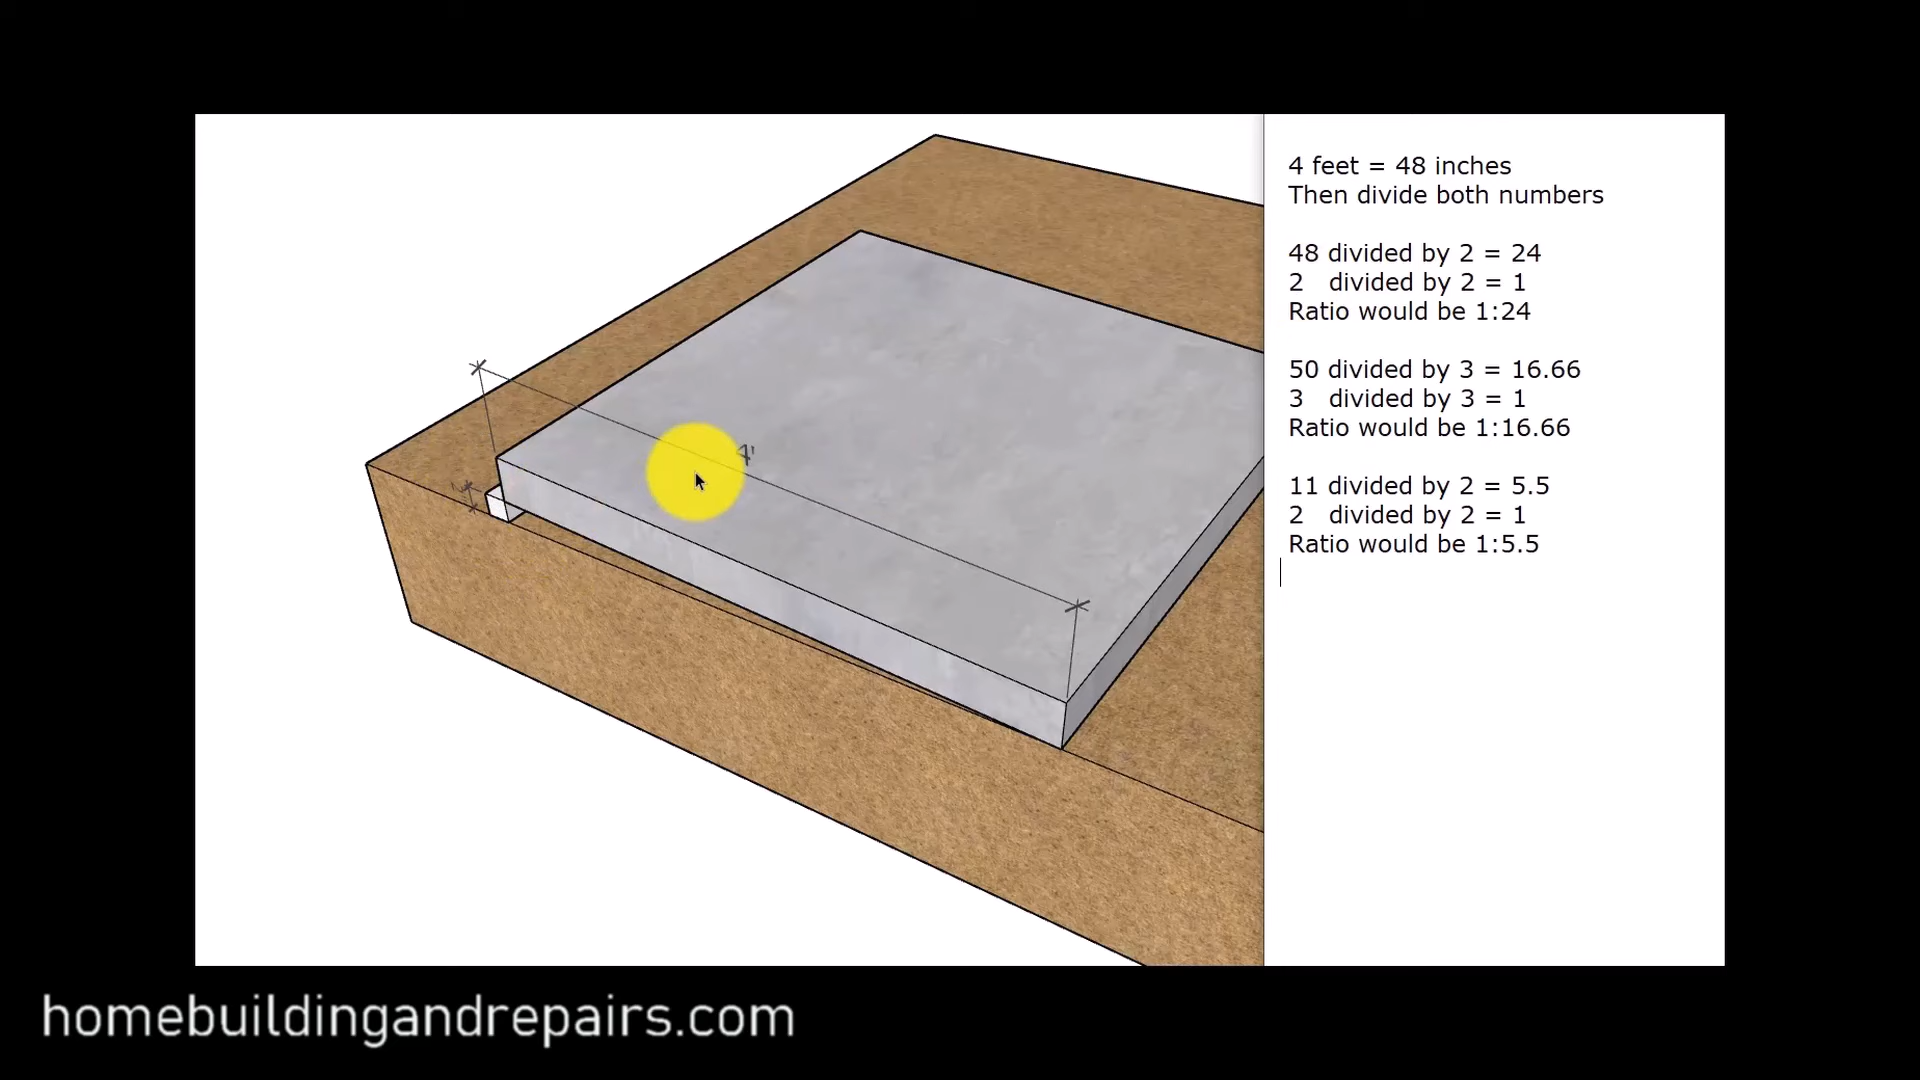 4 feet = 48 inches
Then divide both numbers
48 divided by 2 = 24
2 divided by 2 = 1
Ratio would be 1:24
50 divided by 3 = 16.66
3 divided by 3 = 1
Ratio would be 1:16.66
11 divided by 2 = 5.5
2 divided by 2 = 1
Ratio would be 1:5.5
4'
homebuildingandrepairs.com